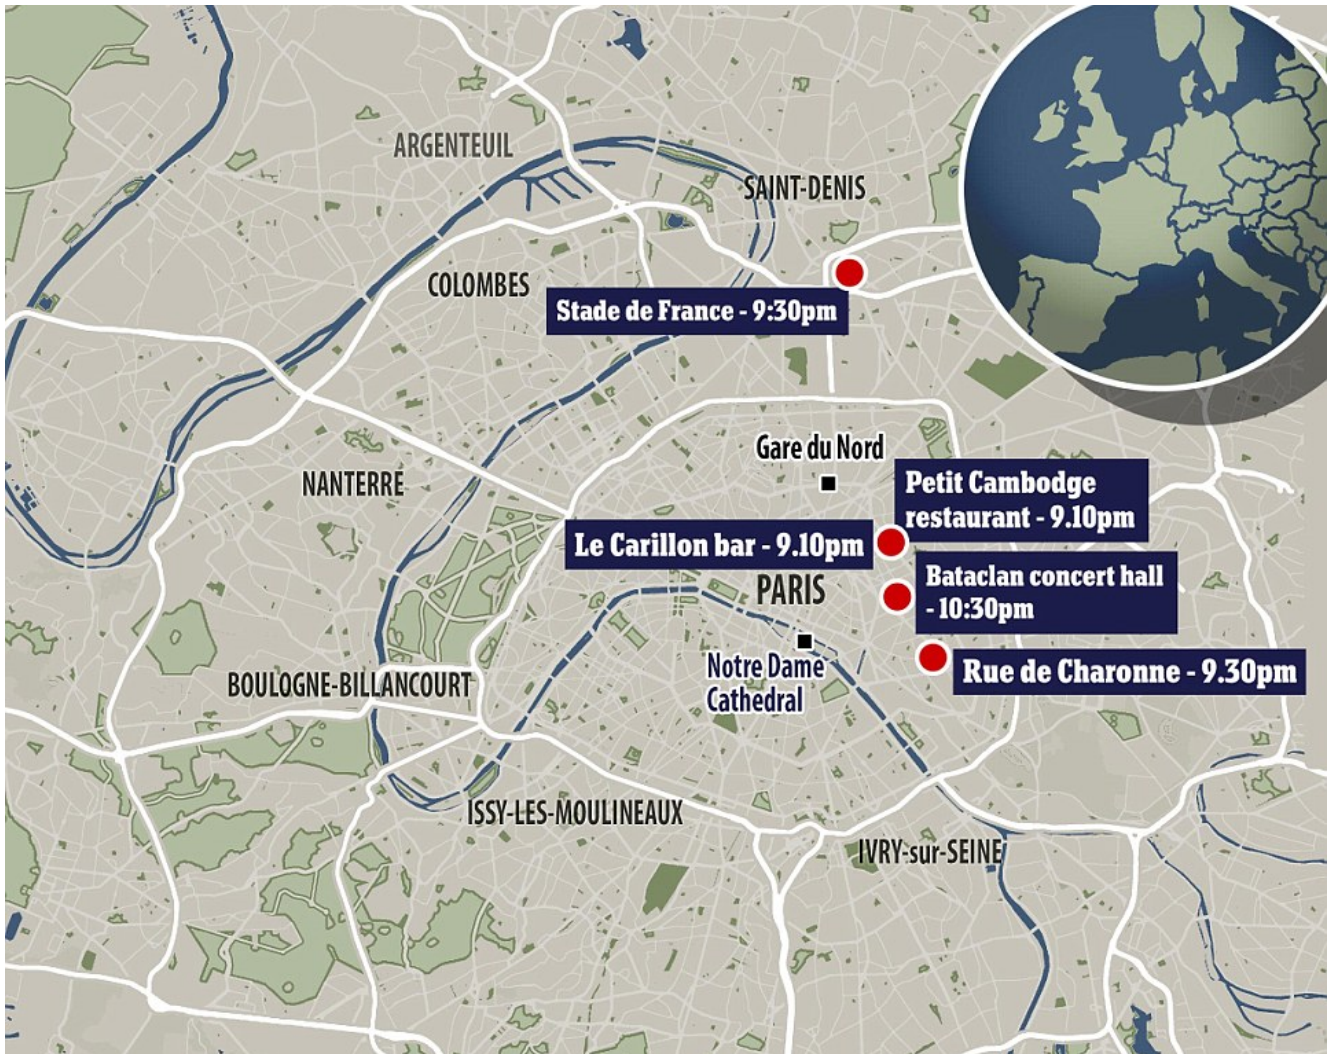 ARGENTEUIL
SAINT-DENIS
COLOMBES
Stade de France - 9:30pm
Gare du Nord
NANTERRE
Petit Cambodge
restaurant - 9.10pm
Le Carillon bar - 9.10pm
Bataclan concert hall
- 10:30pm
PARIS
Notre Dame
Cathedral
Rue de Charonne - 9.30pm
BOULOGNE-BILLANCOURT
ISSY-LES-MOULINEAUX
IVRY-sur-SEINE